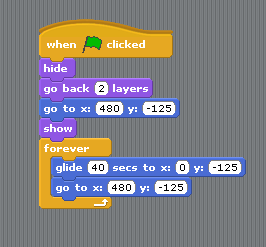 when clicked
hide
go back 2 layers
go to x: 480 y: -125
show
forever
glide 40 secs to x: 0 y: -125
go to x: 480 y: -125